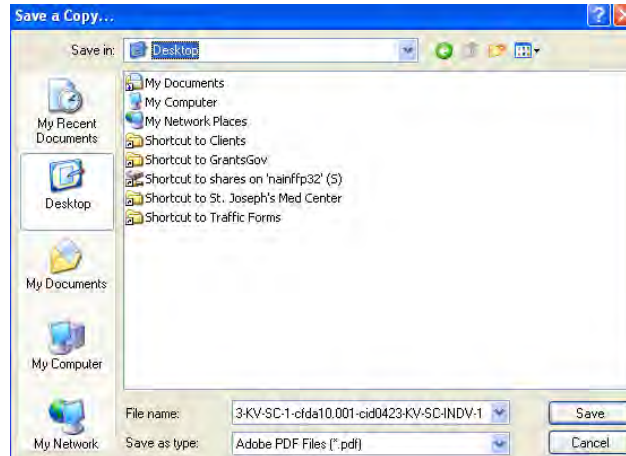 Save a Copy...
Save in: Desktop
My Recent
Documents
Desktop
My Documents
My Computer
My Network
My Documents
My Computer
My Network Places
Shortcut to Clients
Shortcut to GrantsGov
Shortcut to shares on 'nainffp32' (S)
Shortcut to St. Joseph's Med Center
Shortcut to Traffic Forms
File name: 3-KV-SC-1-cfda10.001-cid0423-KV-SC-INDV-1
Save
Save as type: Adobe PDF Files (*.pdf)
Cancel